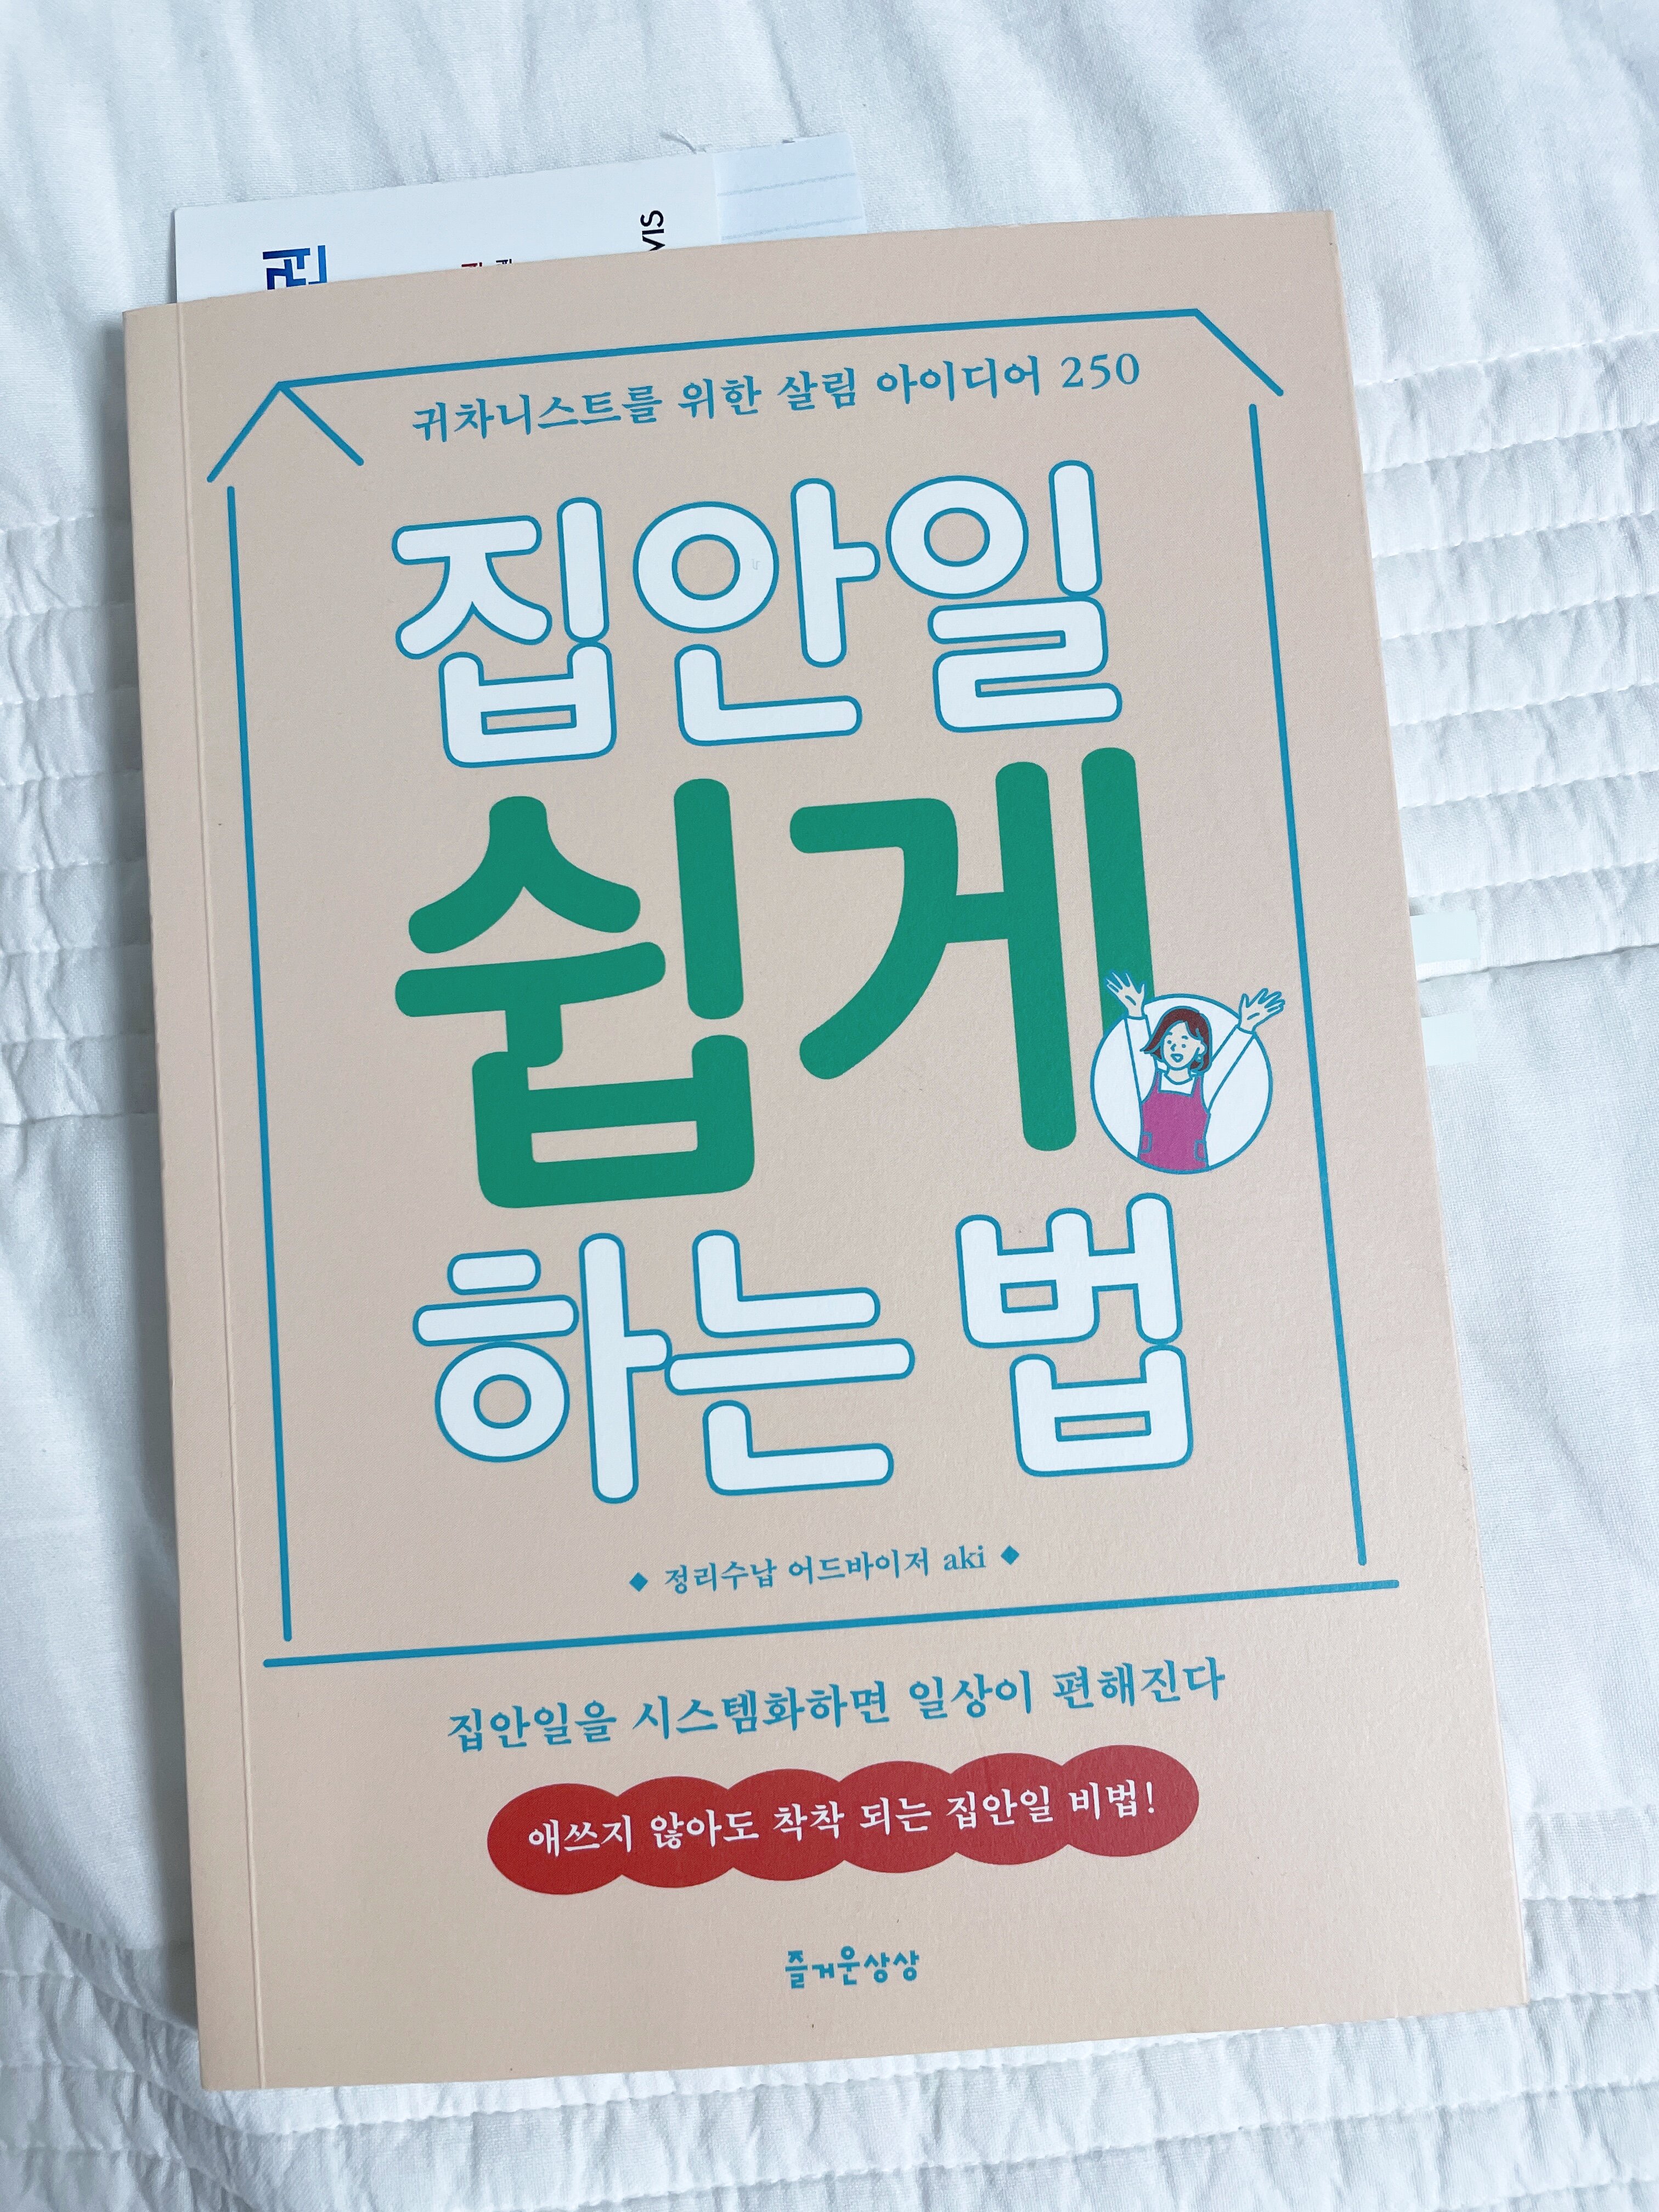 귀차니스트를 위한 살림 아이디어 250
집안일
쉽게
하는 법
◆ 정리수납 어드바이저 aki ◆
집안일을 시스템화하면 일상이 편해진다
애쓰지 않아도 착착 되는 집안일 비법!
즐거운상상